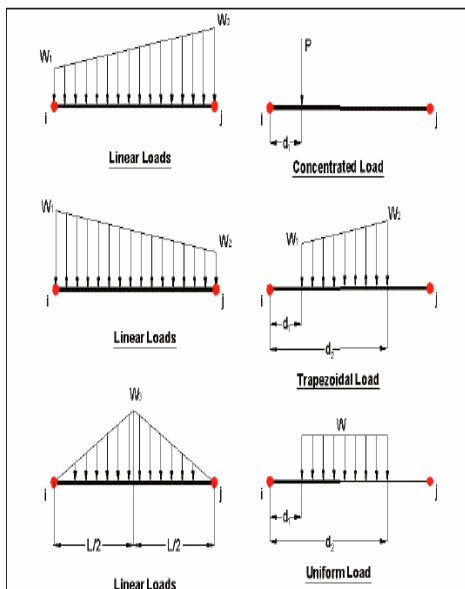 W₂
W₁
P
i
j
i
j
d₁
Linear Loads
Concentrated Load
W₁
W₂
W₂
W₁
i
j
i
j
d₁
d₂
Linear Loads
Trapezoidal Load
W
i
j
i
j
d₁
L/2
L/2
d₂
Linear Loads
Uniform Load